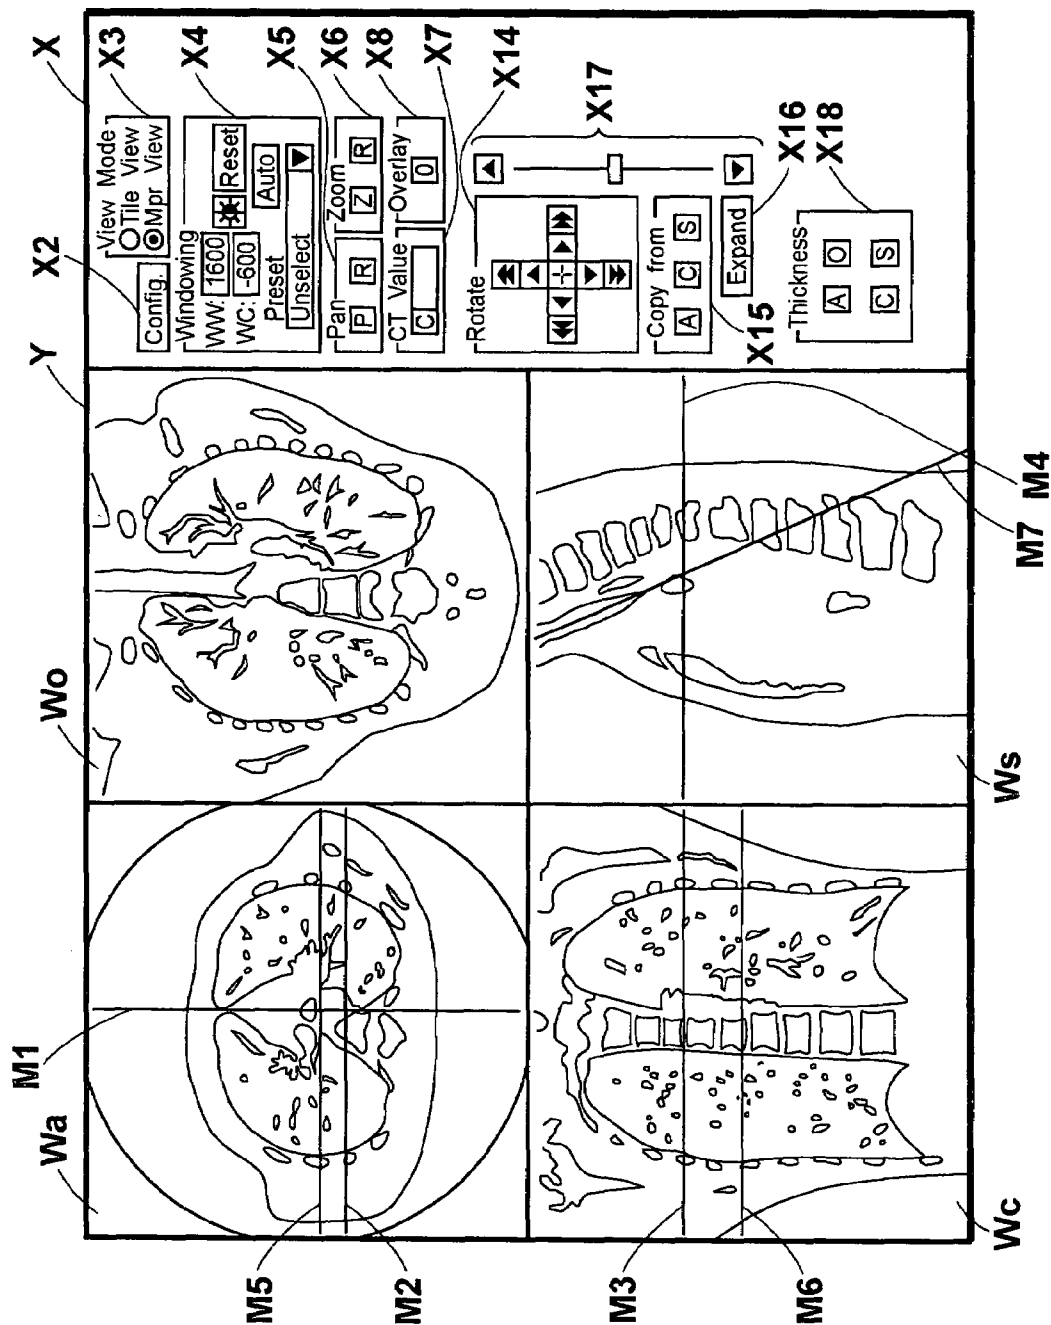 Wa
M1
Wo
Y
X2
X
X3
X4
X5
X6
X8
X7
X14
X17
X16
X18
X15
M5
M2
M3
M6
Wc
Ws
M7
M4
Config.
View Mode
Tile View
Mpr View
Windowing
WW: 1600
WC: -600
Reset
Auto
Preset
Unselect
Pan
P R
Zoom
Z R
CT Value
C
Overlay
0
Rotate
Copy from
A C S
Expand
Thickness
A O
C S